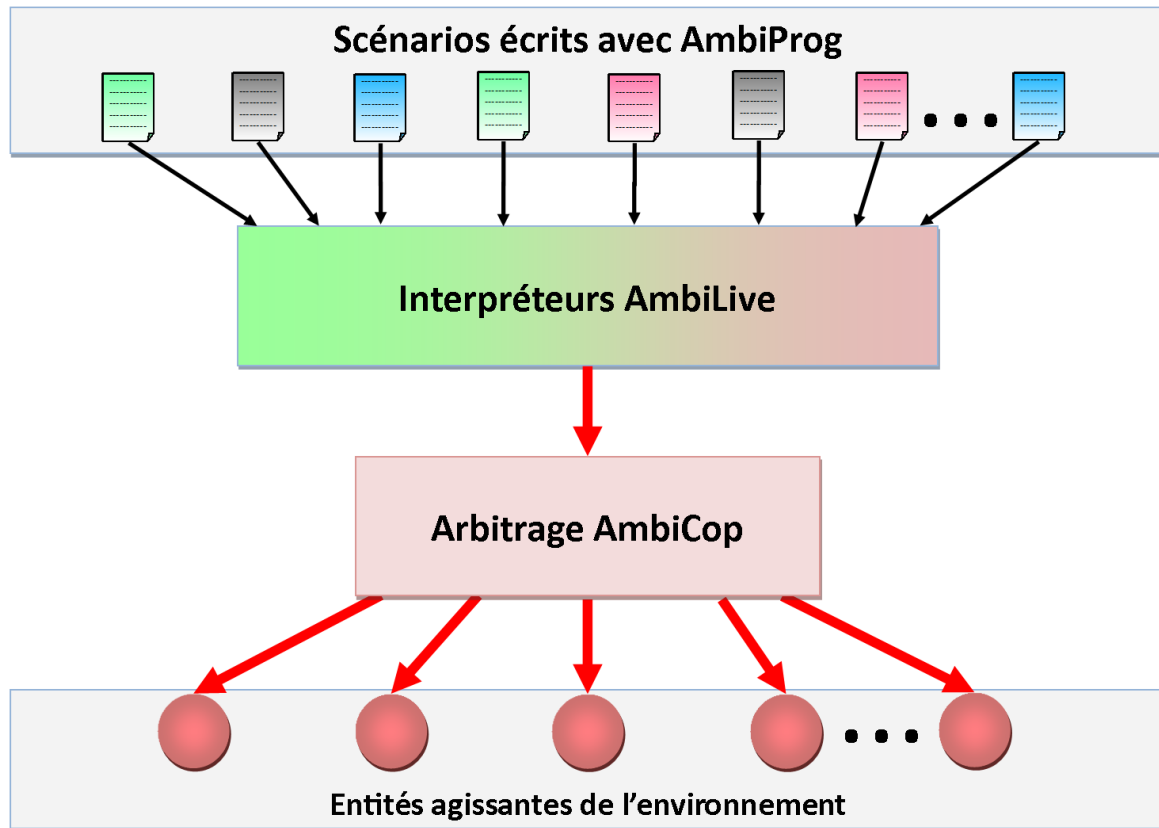 Scénarios écrits avec AmbiProg
Interpréteurs AmbiLive
Arbitrage AmbiCop
Entités agissantes de l'environnement